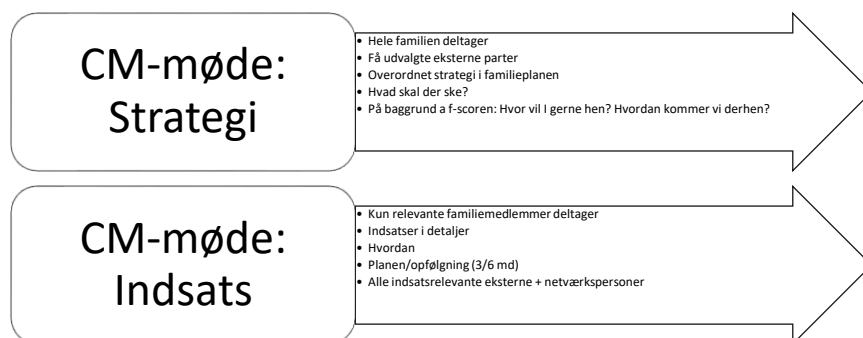 CM-møde:
Strategi
• Hele familien deltager
• Få udvalgte eksterne parter
• Overordnet strategi i familieplanen
• Hvad skal der ske?
• På baggrund a f-scoren: Hvor vil I gerne hen? Hvordan kommer vi derhen?
CM-møde:
Indsats
• Kun relevante familiemedlemmer deltager
• Indsatser i detaljer
• Hvordan
• Planen/opfølgning (3/6 md)
• Alle indsatsrelevante eksterne + netværkspersoner